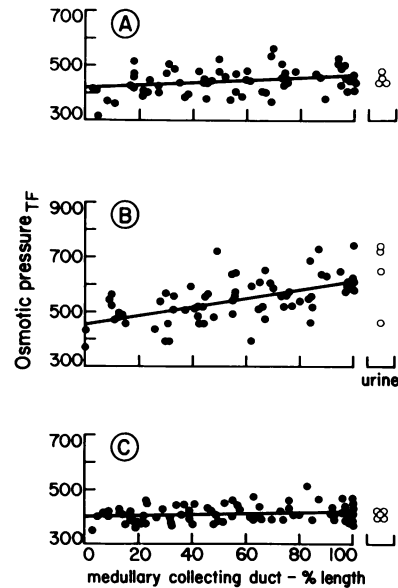 A
700
500
300
B
900
700
500
300
urine
Osmotic pressure TF
C
700
500
300
0 20 40 60 80 100
medullary collecting duct - % length